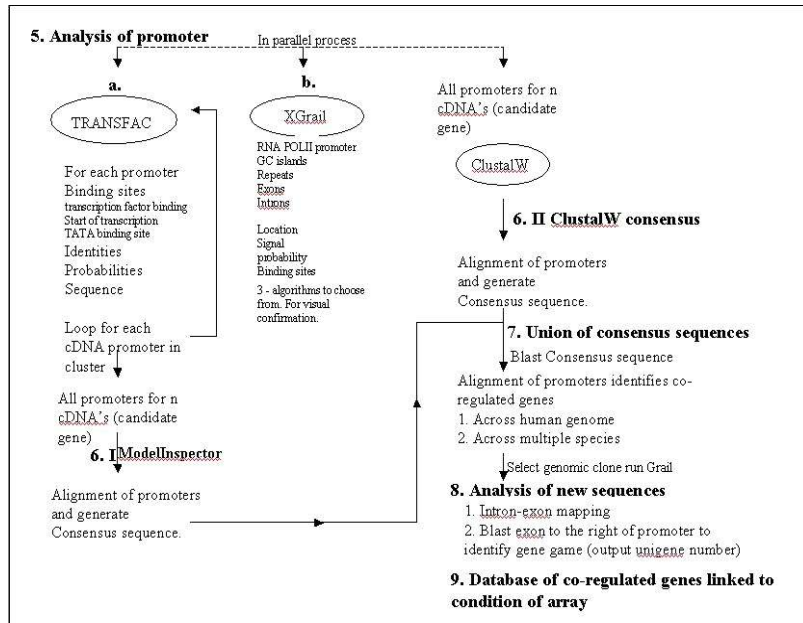 5. Analysis of promoter
In parallel process
a.
TRANSFAC
For each promoter
Binding sites
transcription factor binding
Start of transcription
TATA binding site
Identities
Probabilities
Sequence
Loop for each
cDNA promoter in
cluster
All promoters for n
cDNA's (candidate
gene)
6. I ModelInspector
Alignment of promoters
and generate
Consensus sequence.
b.
XGrail
RNA POLII promoter
GC islands
Repeats
Exons
Introns
Location
Signal
probability
Binding sites
3 - algorithms to choose
from. For visual
confirmation.
All promoters for n
cDNA's (candidate
gene)
ClustalW
6. II ClustalW consensus
Alignment of promoters
and generate
Consensus sequence.
7. Union of consensus sequences
Blast Consensus sequence
Alignment of promoters identifies co-
regulated genes
1. Across human genome
2. Across multiple species
Select genomic clone run Grail
8. Analysis of new sequences
1. Intron-exon mapping
2. Blast exon to the right of promoter to
identify gene game (output unigene number)
9. Database of co-regulated genes linked to
condition of array